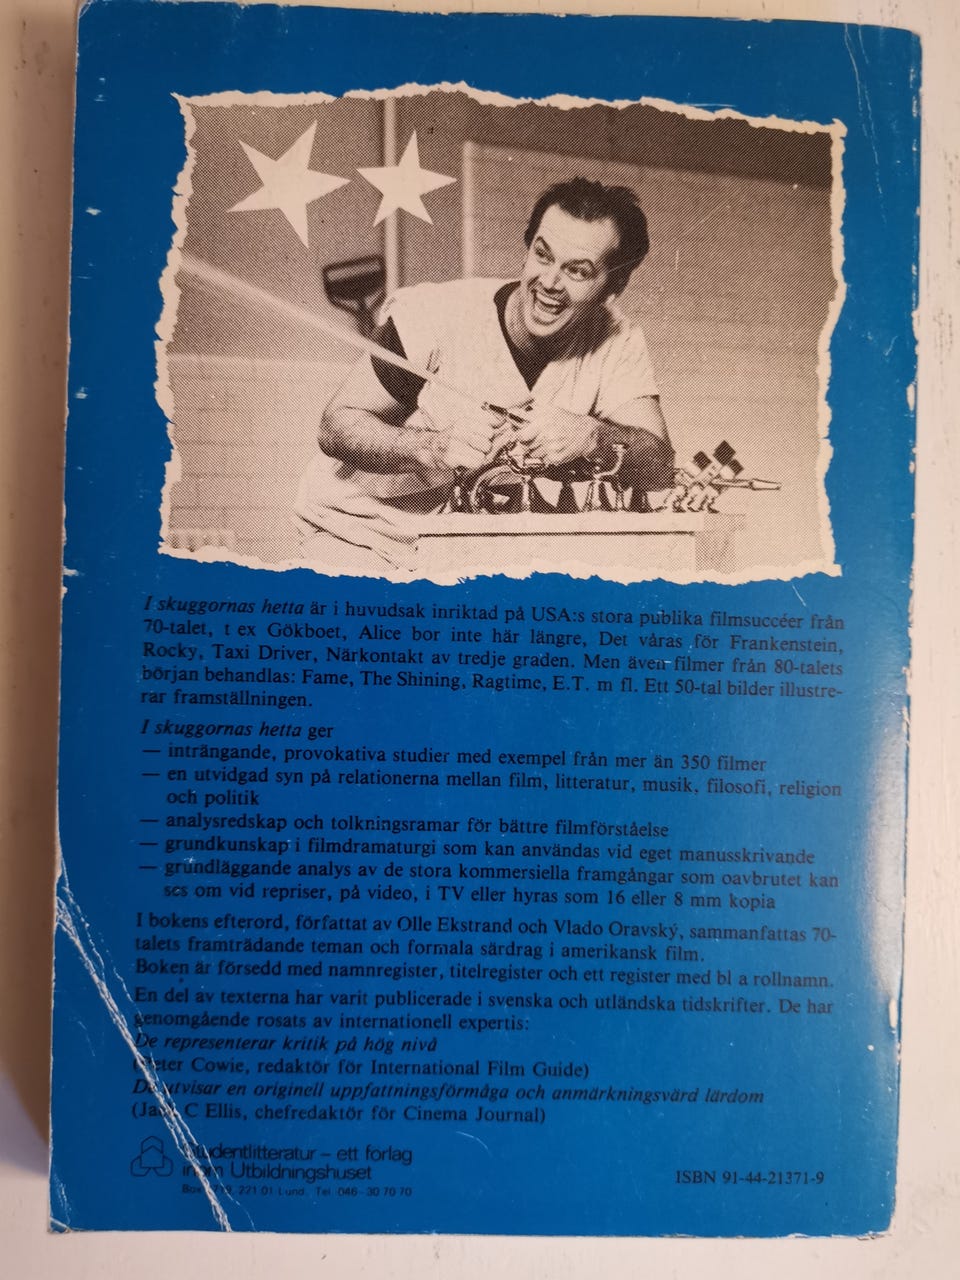 I skuggornas hetta är i huvudsak inriktad på USA:s stora publika filmsuccéer från
70-talet, t ex Gökboet, Alice bor inte här längre, Det våras för Frankenstein,
Rocky, Taxi Driver, Närkontakt av tredje graden. Men även filmer från 80-talets
början behandlas: Fame, The Shining, Ragtime, E.T. m fl. Ett 50-tal bilder illustre-
rar framställningen.
I skuggornas hetta ger
— inträngande, provokativa studier med exempel från mer än 350 filmer
— en utvidgad syn på relationerna mellan film, litteratur, musik, filosofi, religion
och politik
— analysredskap och tolkningsramar för bättre filmförståelse
— grundkunskap i filmdramaturgi som kan användas vid eget manusskrivande
— grundläggande analys av de stora kommersiella framgångar som oavbrutet kan
ses om vid repriser, på video, i TV eller hyras som 16 eller 8 mm kopia
I bokens efterord, författat av Olle Ekstrand och Vlado Oravský, sammanfattas 70-
talets framträdande teman och formala särdrag i amerikansk film.
Boken är försedd med namnregister, titelregister och ett register med bl a rollnamn.
En del av texterna har varit publicerade i svenska och utländska tidskrifter. De har
genomgående rosats av internationell expertis:
De representerar kritik på hög nivå
(Peter Cowie, redaktör för International Film Guide)
De utvisar en originell uppfattningsförmåga och anmärkningsvärd lärdom
C Ellis, chefredaktör för Cinema Journal)
Studentlitteratur – ett förlag
inom Utbildningshuset
Box 221 01 Lund. Tel 046-30 70 70
ISBN 91-44-21371-9